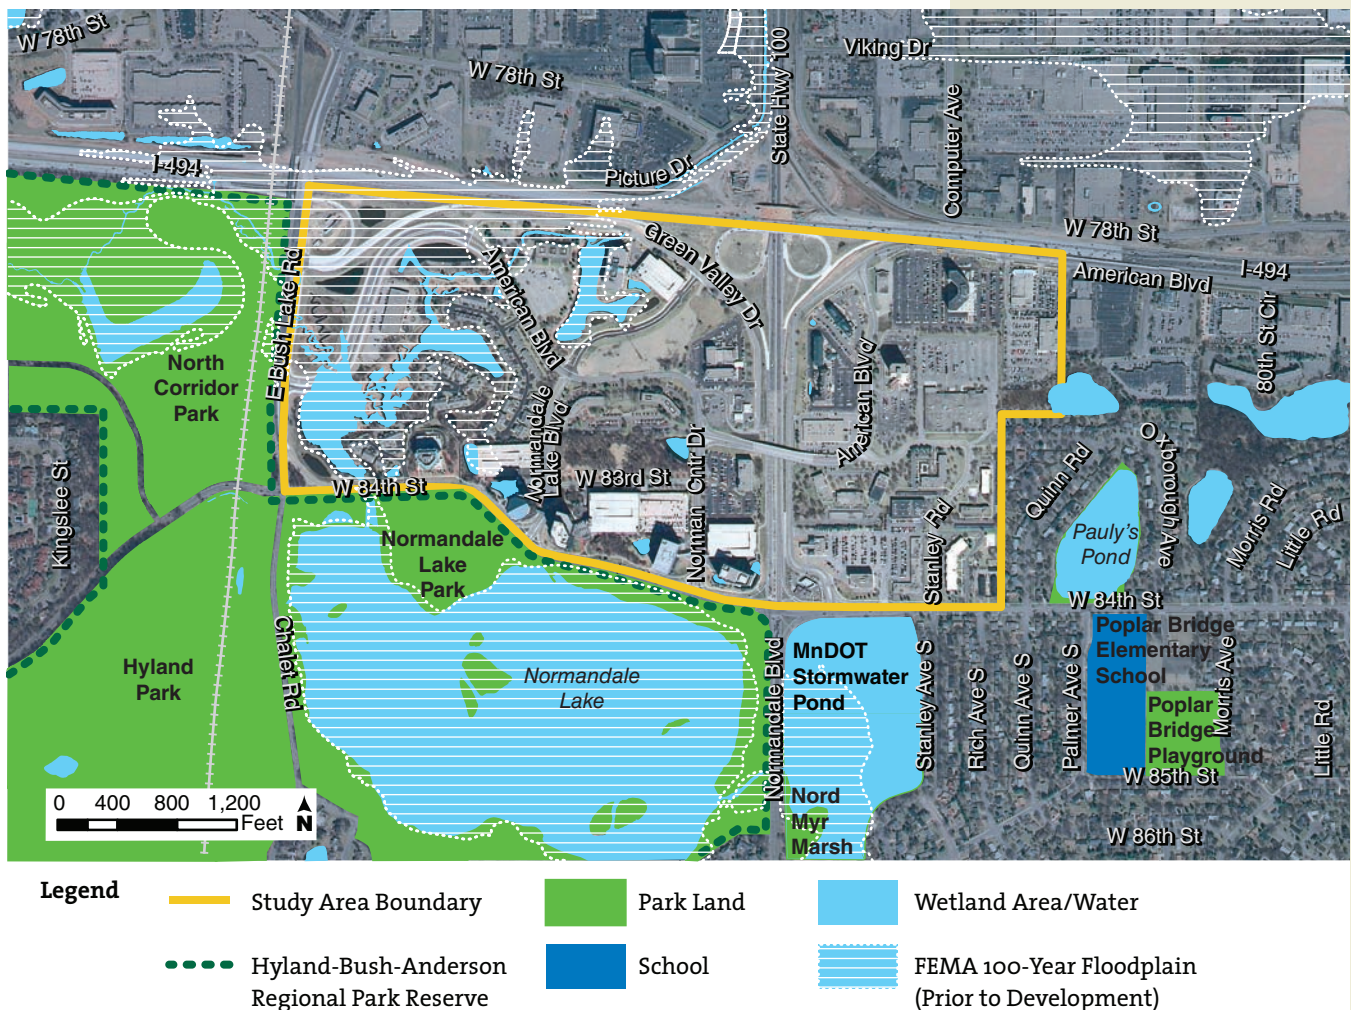 W 78th St
W 78th St
Viking Dr
State Hwy 100
Computer Ave
I-494
Picture Dr
W 78th St
I-494
American Blvd
Green Valley Dr
American Blvd
E Bush Lake Rd
80th St Cir
North
Corridor
Park
American Blvd
Normandale
Lake Blvd
Norman Cntr Dr
W 83rd St
W 84th St
Kingslee St
Quinn Rd
Oxborough Ave
Morris Rd
Little Rd
Stanley Rd
Pauly's
Pond
Normandale
Lake
Park
W 84th St
Poplar Bridge
Elementary
School
Hyland
Park
Chalet Rd
Normandale
Lake
Normandale Blvd
MnDOT
Stormwater
Pond
Stanley Ave S
Rich Ave S
Quinn Ave S
Palmer Ave S
Morris Ave
Little Rd
Poplar
Bridge
Playground
W 85th St
Nord
Myr
Marsh
W 86th St
0 400 800 1,200
Feet
N
Legend
Study Area Boundary
Park Land
Wetland Area/Water
Hyland-Bush-Anderson
Regional Park Reserve
School
FEMA 100-Year Floodplain
(Prior to Development)